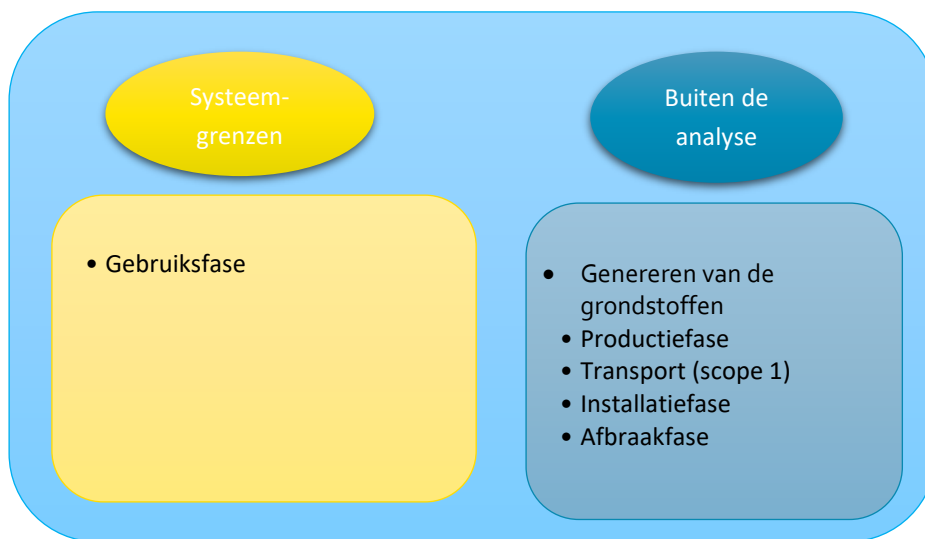 Systeem-
grenzen
• Gebruiksfase
Buiten de
analyse
• Genereren van de
grondstoffen
• Productiefase
• Transport (scope 1)
• Installatiefase
• Afbraakfase